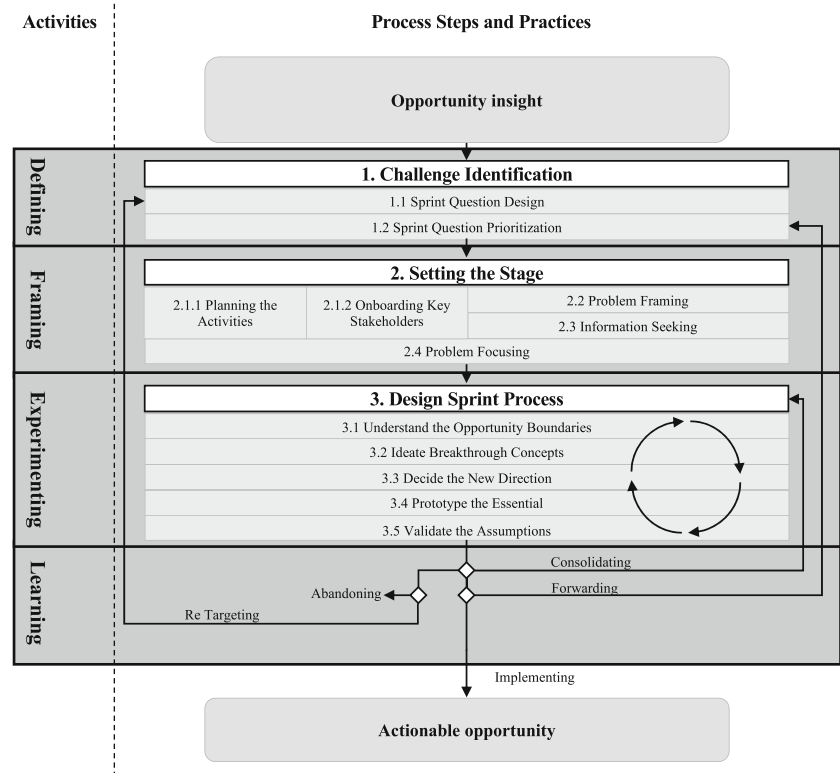 Activities
Process Steps and Practices
Opportunity insight
Defining
1. Challenge Identification
1.1 Sprint Question Design
1.2 Sprint Question Prioritization
Framing
2. Setting the Stage
2.1.1 Planning the
Activities
2.1.2 Onboarding Key
Stakeholders
2.2 Problem Framing
2.3 Information Seeking
2.4 Problem Focusing
Experimenting
3. Design Sprint Process
3.1 Understand the Opportunity Boundaries
3.2 Ideate Breakthrough Concepts
3.3 Decide the New Direction
3.4 Prototype the Essential
3.5 Validate the Assumptions
Learning
Consolidating
Abandoning
Forwarding
Re Targeting
Implementing
Actionable opportunity